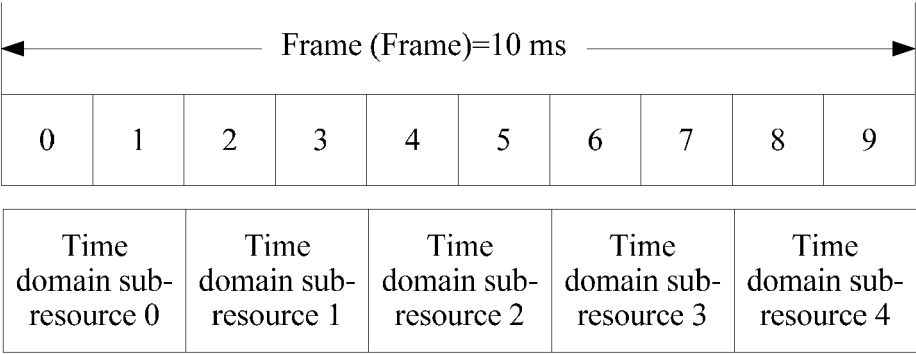 Frame (Frame)=10 ms
0 1 2 3 4 5 6 7 8 9
Time domain sub-resource 0
Time domain sub-resource 1
Time domain sub-resource 2
Time domain sub-resource 3
Time domain sub-resource 4